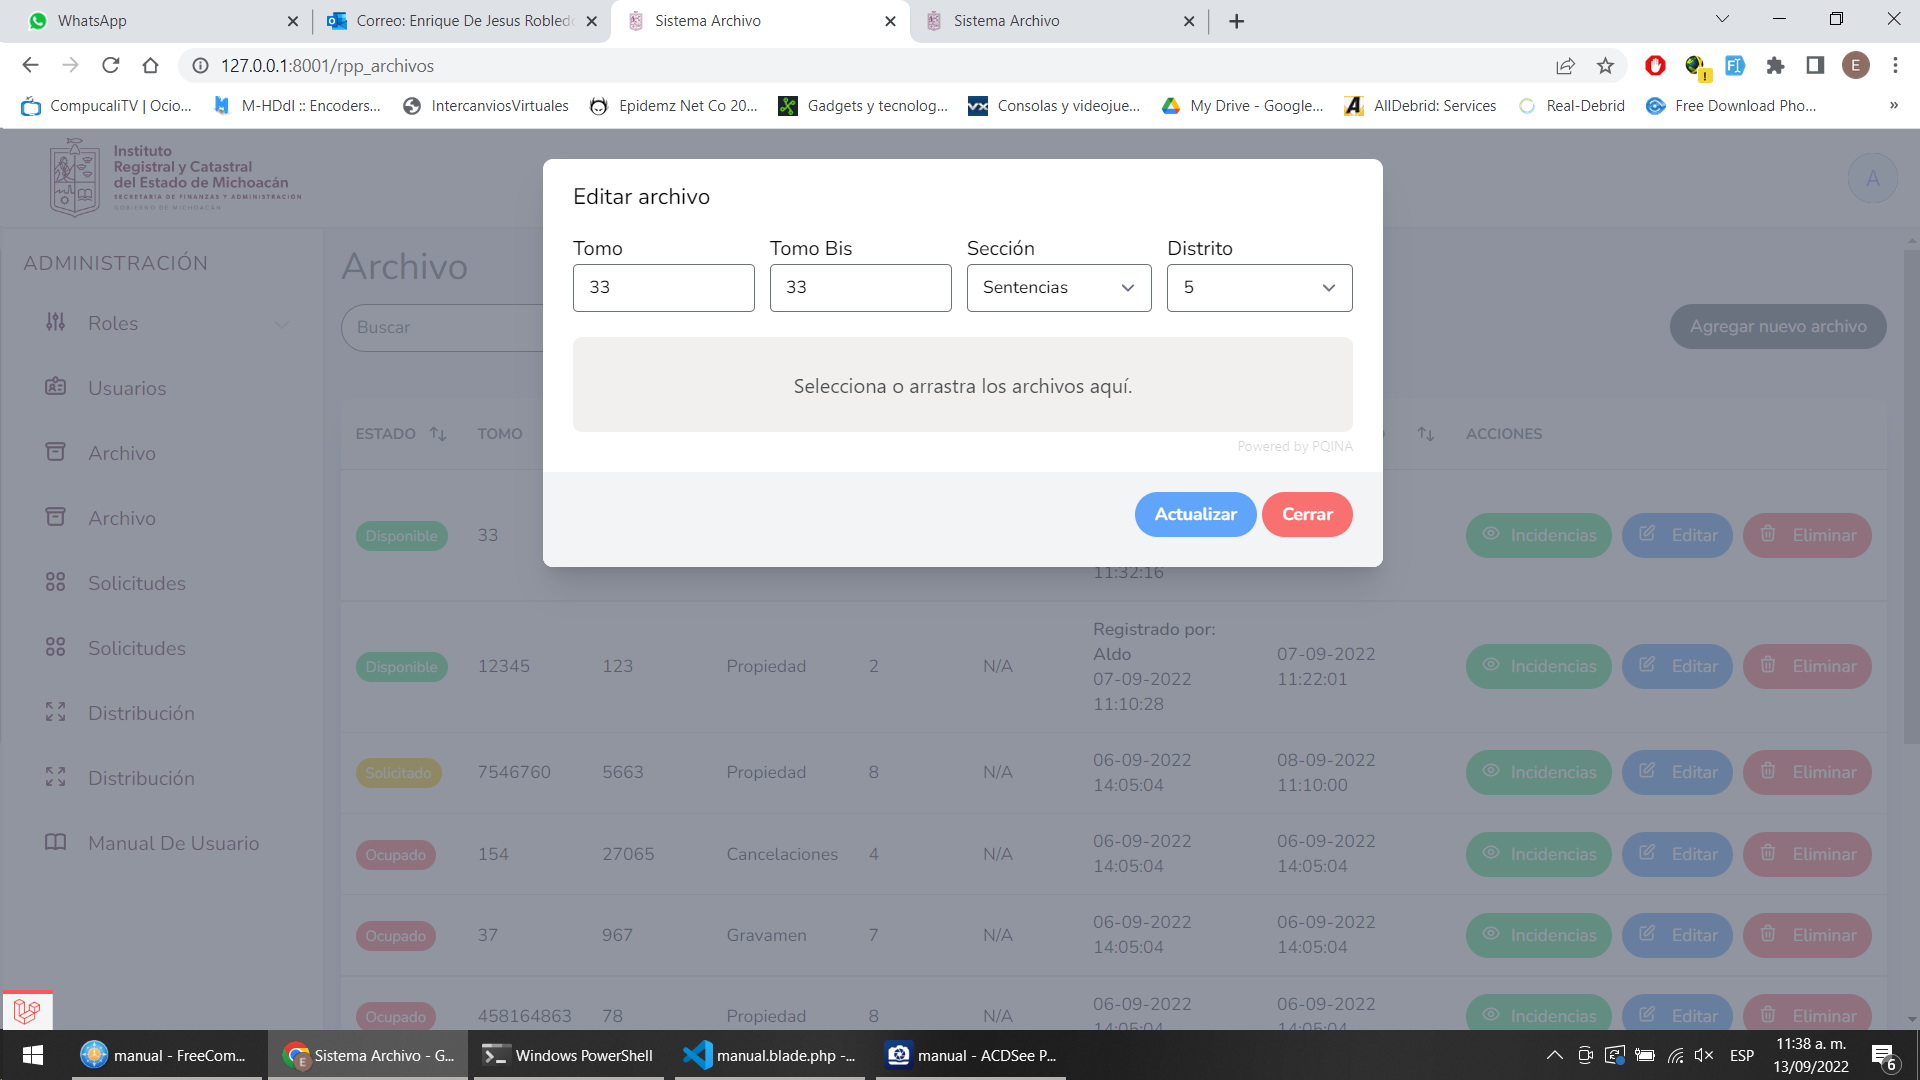 WhatsApp
Correo: Enrique De Jesus Robled
Sistema Archivo
Sistema Archivo
127.0.0.1:8001/rpp_archivos
E
CompucaliTV | Ocio...
M-HDdl :: Encoders...
IntercanviosVirtuales
Epidemz Net Co 20...
Gadgets y tecnolog...
Consolas y videojue...
My Drive - Google...
AllDebrid: Services
Real-Debrid
Free Download Pho...
»
Instituto
Registral y Catastral
del Estado de Michoacán
SECRETARÍA DE FINANZAS Y ADMINISTRACIÓN
GOBIERNO DE MICHOACÁN
A
ADMINISTRACIÓN
Roles
Usuarios
Archivo
Archivo
Solicitudes
Solicitudes
Distribución
Distribución
Manual De Usuario
Archivo
Buscar
Agregar nuevo archivo
Editar archivo
Tomo Tomo Bis Sección Distrito
33 33 Sentencias 5
Selecciona o arrastra los archivos aquí.
Powered by PQINA
Actualizar Cerrar
ESTADO TOMO ACCIONES
Disponible 33 Incidencias Editar Eliminar
11:32:16
Registrado por:
Aldo
07-09-2022
11:10:28
Disponible 12345 123 Propiedad 2 N/A
07-09-2022
11:22:01
Incidencias Editar Eliminar
Solicitado 7546760 5663 Propiedad 8 N/A
06-09-2022
14:05:04
08-09-2022
11:10:00
Incidencias Editar Eliminar
Ocupado 154 27065 Cancelaciones 4 N/A
06-09-2022
14:05:04
06-09-2022
14:05:04
Incidencias Editar Eliminar
Ocupado 37 967 Gravamen 7 N/A
06-09-2022
14:05:04
06-09-2022
14:05:04
Incidencias Editar Eliminar
Ocupado 458164863 78 Propiedad 8 N/A
06-09-2022
14:05:04
06-09-2022
14:05:04
Incidencias Editar Eliminar
manual - FreeCom...
Sistema Archivo - G...
Windows PowerShell
manual.blade.php -...
manual - ACDSee P...
ESP
11:38 a. m.
13/09/2022
6